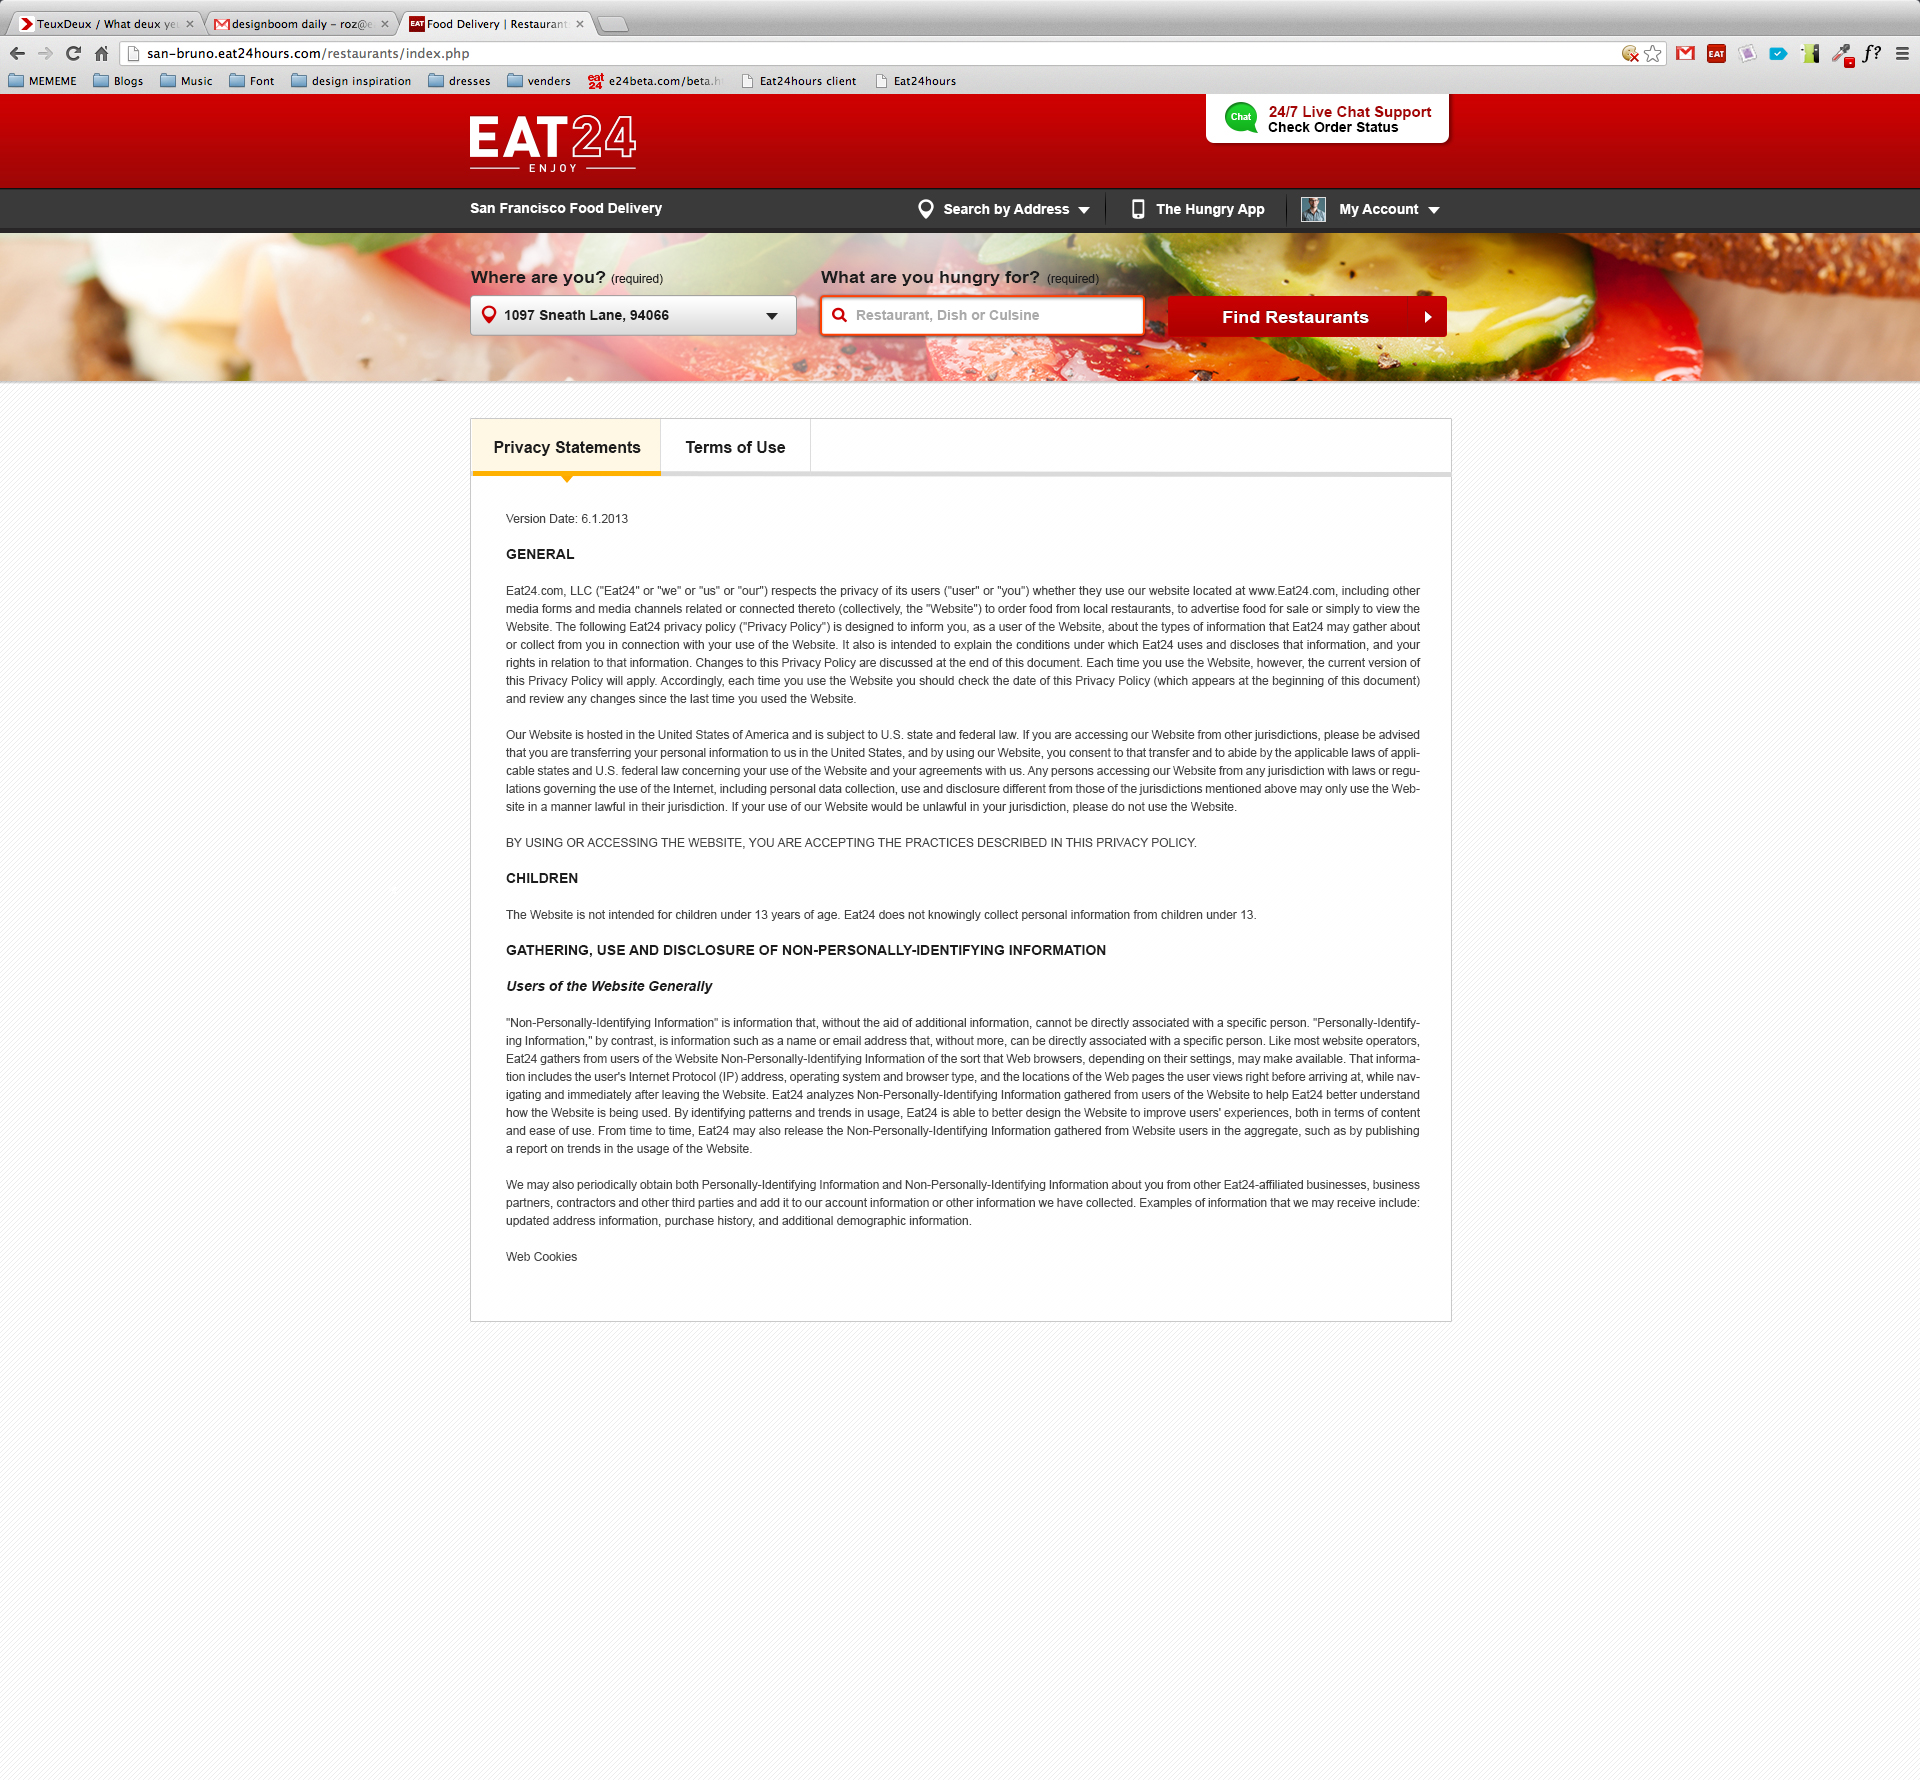 TeuxDeux / What deux
designboom daily – roz@e
Food Delivery | Restaurant
san-bruno.eat24hours.com/restaurants/index.php
EAT
f?
MEMEME
Blogs
Music
Font
design inspiration
dresses
venders
eat 24
e24beta.com/beta.h
Eat24hours client
Eat24hours
EAT24
ENJOY
Chat
24/7 Live Chat Support
Check Order Status
San Francisco Food Delivery
Search by Address
The Hungry App
My Account
Where are you? (required)
What are you hungry for? (required)
1097 Sneath Lane, 94066
Restaurant, Dish or Cuisine
Find Restaurants
Privacy Statements
Terms of Use
Version Date: 6.1.2013
GENERAL
Eat24.com, LLC ("Eat24" or "we" or "us" or "our") respects the privacy of its users ("user" or "you") whether they use our website located at www.Eat24.com, including other
media forms and media channels related or connected thereto (collectively, the "Website") to order food from local restaurants, to advertise food for sale or simply to view the
Website. The following Eat24 privacy policy ("Privacy Policy") is designed to inform you, as a user of the Website, about the types of information that Eat24 may gather about
or collect from you in connection with your use of the Website. It also is intended to explain the conditions under which Eat24 uses and discloses that information, and your
rights in relation to that information. Changes to this Privacy Policy are discussed at the end of this document. Each time you use the Website, however, the current version of
this Privacy Policy will apply. Accordingly, each time you use the Website you should check the date of this Privacy Policy (which appears at the beginning of this document)
and review any changes since the last time you used the Website.
Our Website is hosted in the United States of America and is subject to U.S. state and federal law. If you are accessing our Website from other jurisdictions, please be advised
that you are transferring your personal information to us in the United States, and by using our Website, you consent to that transfer and to abide by the applicable laws of appli-
cable states and U.S. federal law concerning your use of the Website and your agreements with us. Any persons accessing our Website from any jurisdiction with laws or regu-
lations governing the use of the Internet, including personal data collection, use and disclosure different from those of the jurisdictions mentioned above may only use the Web-
site in a manner lawful in their jurisdiction. If your use of our Website would be unlawful in your jurisdiction, please do not use the Website.
BY USING OR ACCESSING THE WEBSITE, YOU ARE ACCEPTING THE PRACTICES DESCRIBED IN THIS PRIVACY POLICY.
CHILDREN
The Website is not intended for children under 13 years of age. Eat24 does not knowingly collect personal information from children under 13.
GATHERING, USE AND DISCLOSURE OF NON-PERSONALLY-IDENTIFYING INFORMATION
Users of the Website Generally
"Non-Personally-Identifying Information" is information that, without the aid of additional information, cannot be directly associated with a specific person. "Personally-Identify-
ing Information," by contrast, is information such as a name or email address that, without more, can be directly associated with a specific person. Like most website operators,
Eat24 gathers from users of the Website Non-Personally-Identifying Information of the sort that Web browsers, depending on their settings, may make available. That informa-
tion includes the user's Internet Protocol (IP) address, operating system and browser type, and the locations of the Web pages the user views right before arriving at, while nav-
igating and immediately after leaving the Website. Eat24 analyzes Non-Personally-Identifying Information gathered from users of the Website to help Eat24 better understand
how the Website is being used. By identifying patterns and trends in usage, Eat24 is able to better design the Website to improve users' experiences, both in terms of content
and ease of use. From time to time, Eat24 may also release the Non-Personally-Identifying Information gathered from Website users in the aggregate, such as by publishing
a report on trends in the usage of the Website.
We may also periodically obtain both Personally-Identifying Information and Non-Personally-Identifying Information about you from other Eat24-affiliated businesses, business
partners, contractors and other third parties and add it to our account information or other information we have collected. Examples of information that we may receive include:
updated address information, purchase history, and additional demographic information.
Web Cookies